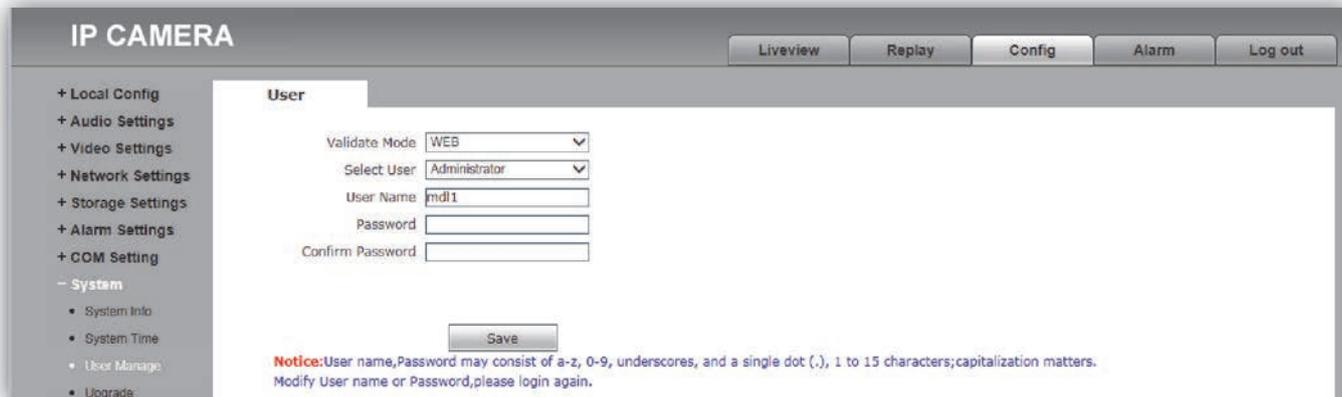 IP CAMERA
Liveview Replay Config Alarm Log out
+ Local Config
+ Audio Settings
+ Video Settings
+ Network Settings
+ Storage Settings
+ Alarm Settings
+ COM Setting
− System
• System Info
• System Time
• User Manage
• Upgrade
User
Validate Mode WEB
Select User Administrator
User Name mdl1
Password
Confirm Password
Save
Notice:User name,Password may consist of a-z, 0-9, underscores, and a single dot (.), 1 to 15 characters;capitalization matters.
Modify User name or Password,please login again.